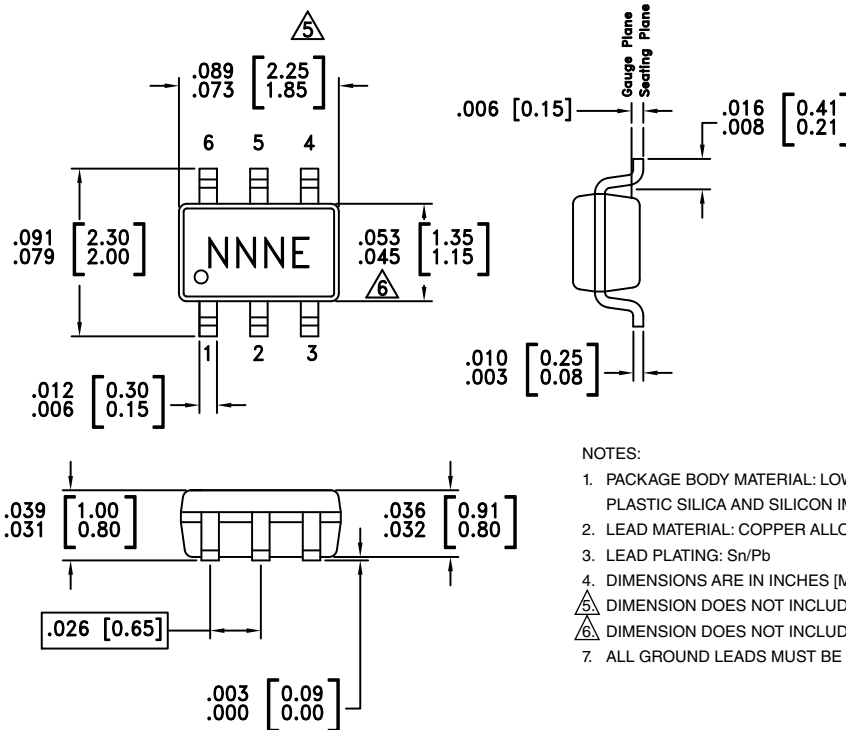 5
.089 [2.25]
.073 [1.85]
6 5 4
.091 [2.30]
.079 [2.00]
NNNE
.053 [1.35]
.045 [1.15]
6
1 2 3
.012 [0.30]
.006 [0.15]
Gauge Plane
Seating Plane
.006 [0.15]
.016 [0.41]
.008 [0.21]
.010 [0.25]
.003 [0.08]
.039 [1.00]
.031 [0.80]
.036 [0.91]
.032 [0.80]
.026 [0.65]
.003 [0.09]
.000 [0.00]
NOTES:
1. PACKAGE BODY MATERIAL:
PLASTIC SILICA AND SILICON
2. LEAD MATERIAL: COPPER
3. LEAD PLATING: Sn/Pb
4. DIMENSIONS ARE IN INCHES
5. DIMENSION DOES NOT
6. DIMENSION DOES NOT
7. ALL GROUND LEADS MUST BE